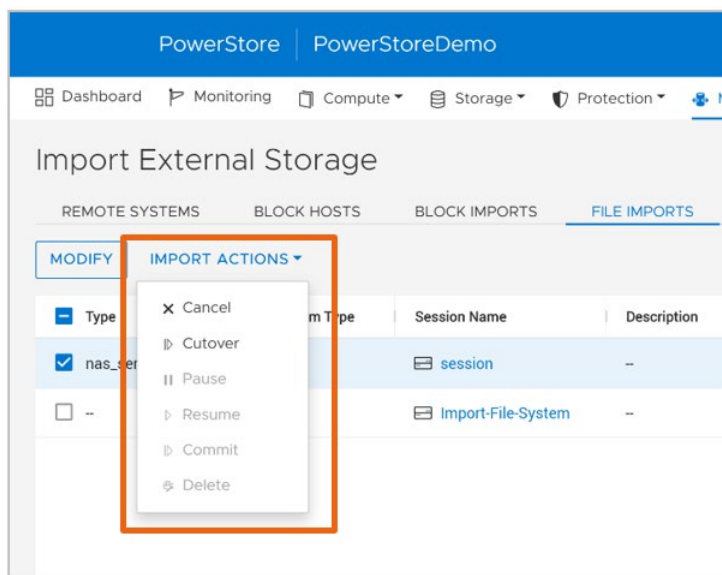 PowerStore | PowerStoreDemo
Dashboard Monitoring Compute Storage Protection
Import External Storage
REMOTE SYSTEMS BLOCK HOSTS BLOCK IMPORTS FILE IMPORTS
MODIFY IMPORT ACTIONS
Type Type Session Name Description
session --
-- Import-File-System --
Cancel
Cutover
Pause
Resume
Commit
Delete